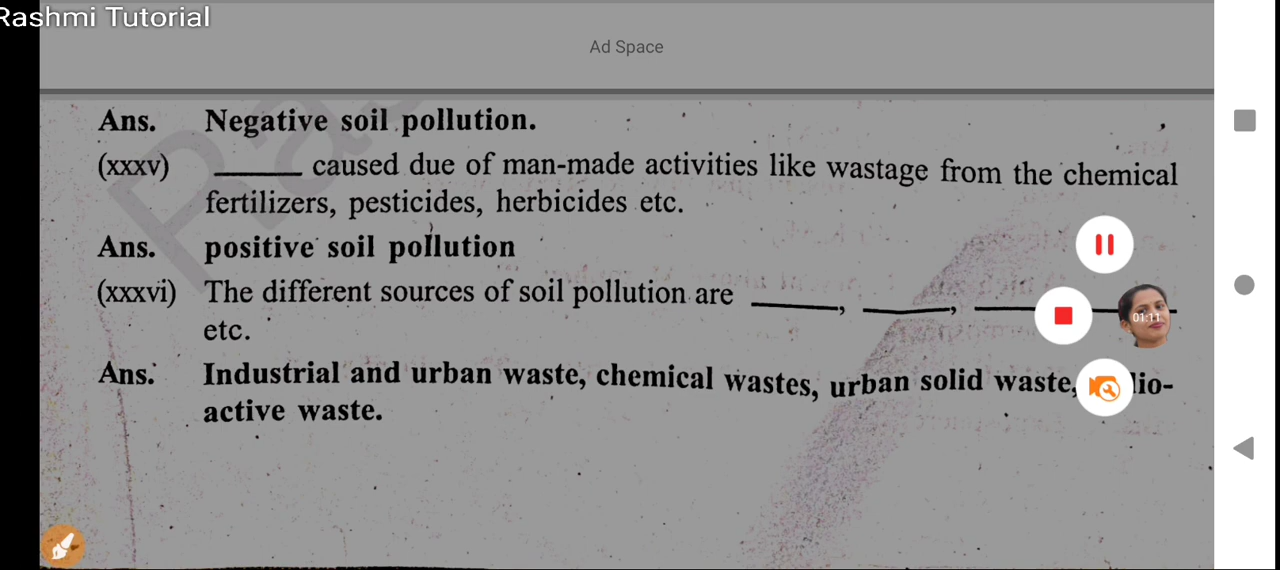 Rashmi Tutorial
Ad Space
Ans. Negative soil pollution.
(xxxv) ______ caused due of man-made activities like wastage from the chemical
fertilizers, pesticides, herbicides etc.
Ans. positive soil pollution
(xxxvi) The different sources of soil pollution are ______, ______, ______
01:11
etc.
Ans. Industrial and urban waste, chemical wastes, urban solid waste,
active waste.